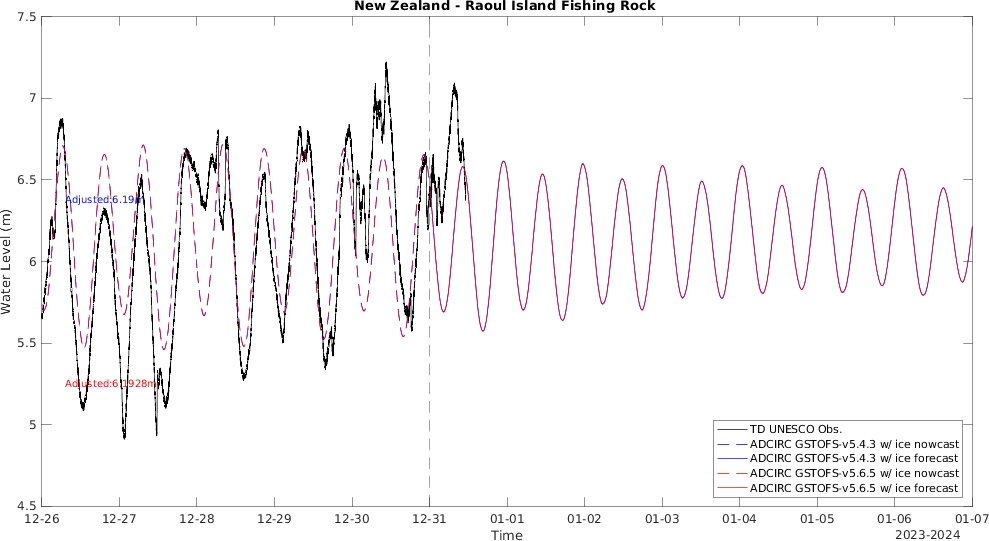 New Zealand - Raoul Island Fishing Rock
7.5
7
6.5
6
5.5
5
4.5
Water Level (m)
Adjusted:6.19m
Adjusted:6.1928m
TD UNESCO Obs.
ADCIRC GSTOFS-v5.4.3 w/ ice nowcast
ADCIRC GSTOFS-v5.4.3 w/ ice forecast
ADCIRC GSTOFS-v5.6.5 w/ ice nowcast
ADCIRC GSTOFS-v5.6.5 w/ ice forecast
12-26 12-27 12-28 12-29 12-30 12-31 01-01 01-02 01-03 01-04 01-05 01-06 01-07
Time
2023-2024